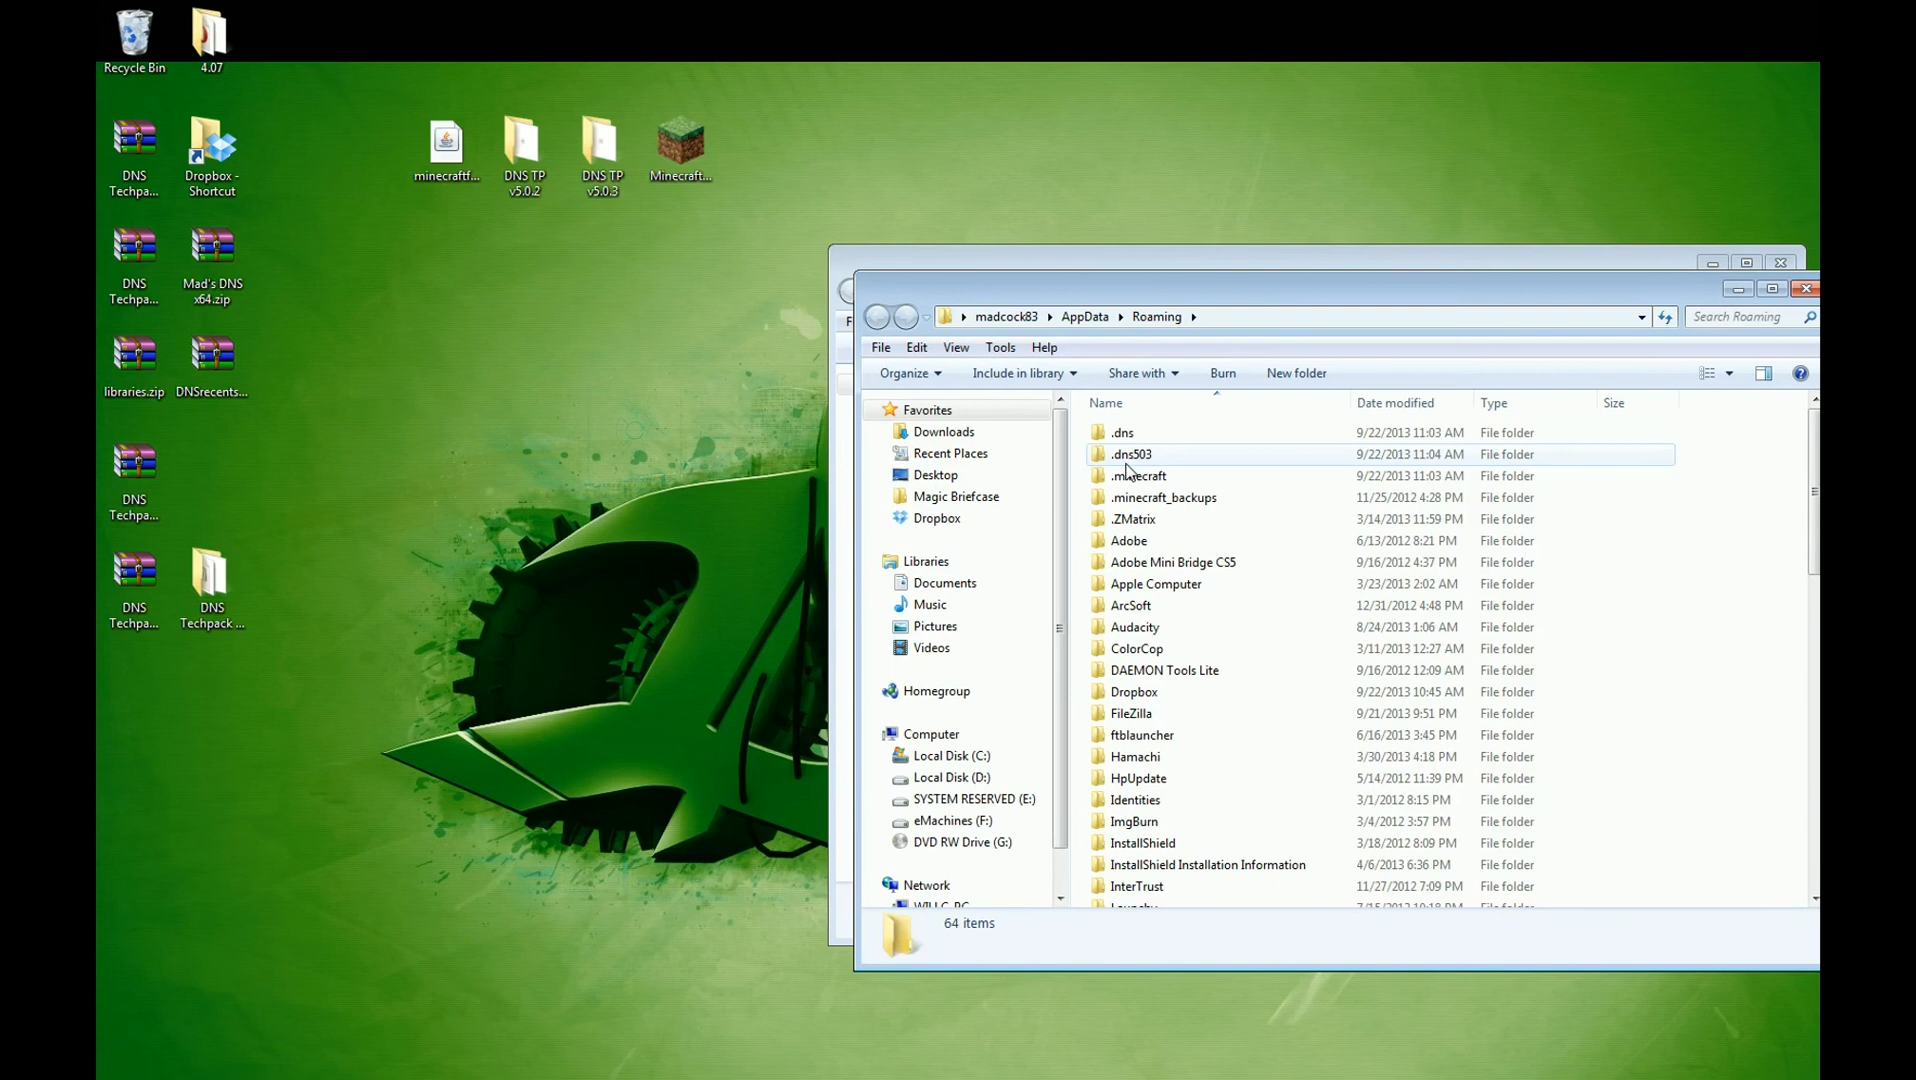 Recycle Bin
4.07
DNS
Techpa...
Dropbox -
Shortcut
minecraftf...
DNS TP
v5.0.2
DNS TP
v5.0.3
Minecraft...
DNS
Techpa...
Mad's DNS
x64.zip
libraries.zip
DNSrecents...
DNS
Techpa...
DNS
Techpa...
DNS
Techpack ...
F
madcock83
AppData
Roaming
Search Roaming
File
Edit
View
Tools
Help
Organize
Include in library
Share with
Burn
New folder
Favorites
Downloads
Recent Places
Desktop
Magic Briefcase
Dropbox
Libraries
Documents
Music
Pictures
Videos
Homegroup
Computer
Local Disk (C:)
Local Disk (D:)
SYSTEM RESERVED (E:)
eMachines (F:)
DVD RW Drive (G:)
Network
WILLC-PC
Name Date modified Type Size
.dns 9/22/2013 11:03 AM File folder
.dns503 9/22/2013 11:04 AM File folder
.minecraft 9/22/2013 11:03 AM File folder
.minecraft_backups 11/25/2012 4:28 PM File folder
.ZMatrix 3/14/2013 11:59 PM File folder
Adobe 6/13/2012 8:21 PM File folder
Adobe Mini Bridge CS5 9/16/2012 4:37 PM File folder
Apple Computer 3/23/2013 2:02 AM File folder
ArcSoft 12/31/2012 4:48 PM File folder
Audacity 8/24/2013 1:06 AM File folder
ColorCop 3/11/2013 12:27 AM File folder
DAEMON Tools Lite 9/16/2012 12:09 AM File folder
Dropbox 9/22/2013 10:45 AM File folder
FileZilla 9/21/2013 9:51 PM File folder
ftblauncher 6/16/2013 3:45 PM File folder
Hamachi 3/30/2013 4:18 PM File folder
HpUpdate 5/14/2012 11:39 PM File folder
Identities 3/1/2012 8:15 PM File folder
ImgBurn 3/4/2012 3:57 PM File folder
InstallShield 3/18/2012 8:09 PM File folder
InstallShield Installation Information 4/6/2013 6:36 PM File folder
InterTrust 11/27/2012 7:09 PM File folder
64 items